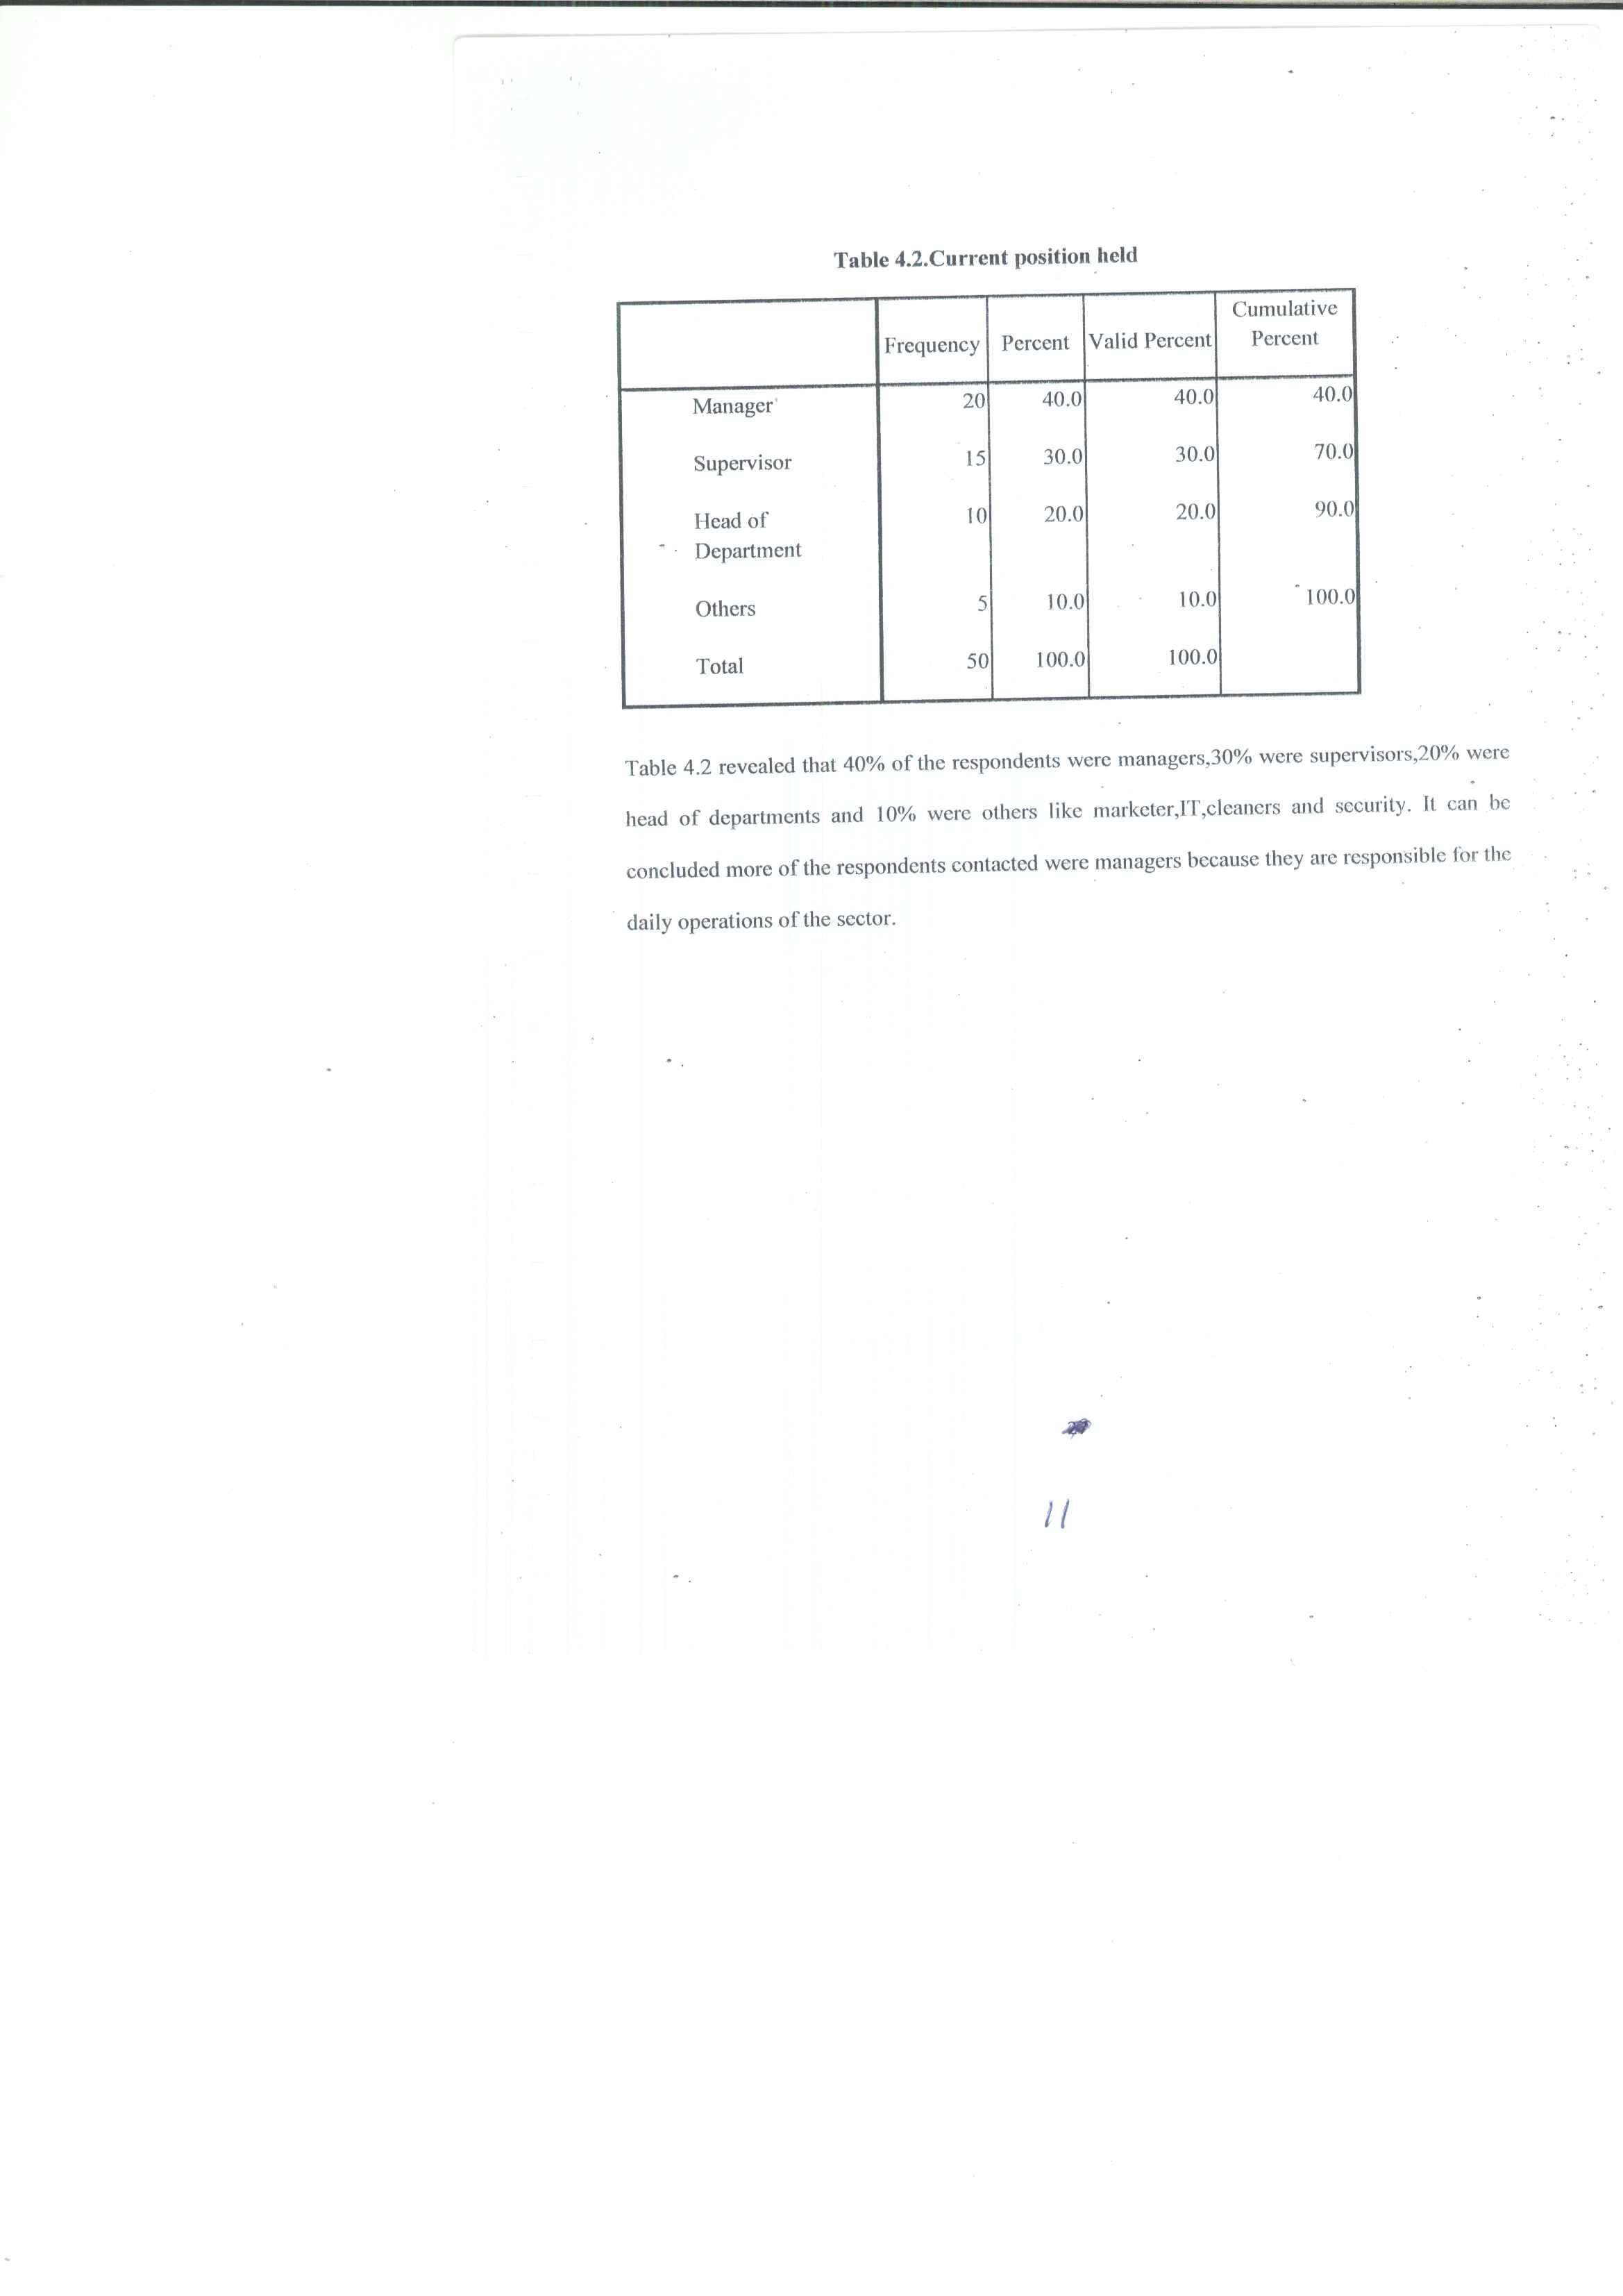 Table 4.2.Current position held
Frequency Percent Valid Percent Cumulative Percent
Manager 20 40.0 40.0 40.0
Supervisor 15 30.0 30.0 70.0
Head of Department 10 20.0 20.0 90.0
Others 5 10.0 10.0 100.0
Total 50 100.0 100.0
Table 4.2 revealed that 40% of the respondents were managers,30% were supervisors,20% were
head of departments and 10% were others like marketer,IT,cleaners and security. It can be
concluded more of the respondents contacted were managers because they are responsible for the
daily operations of the sector.
11